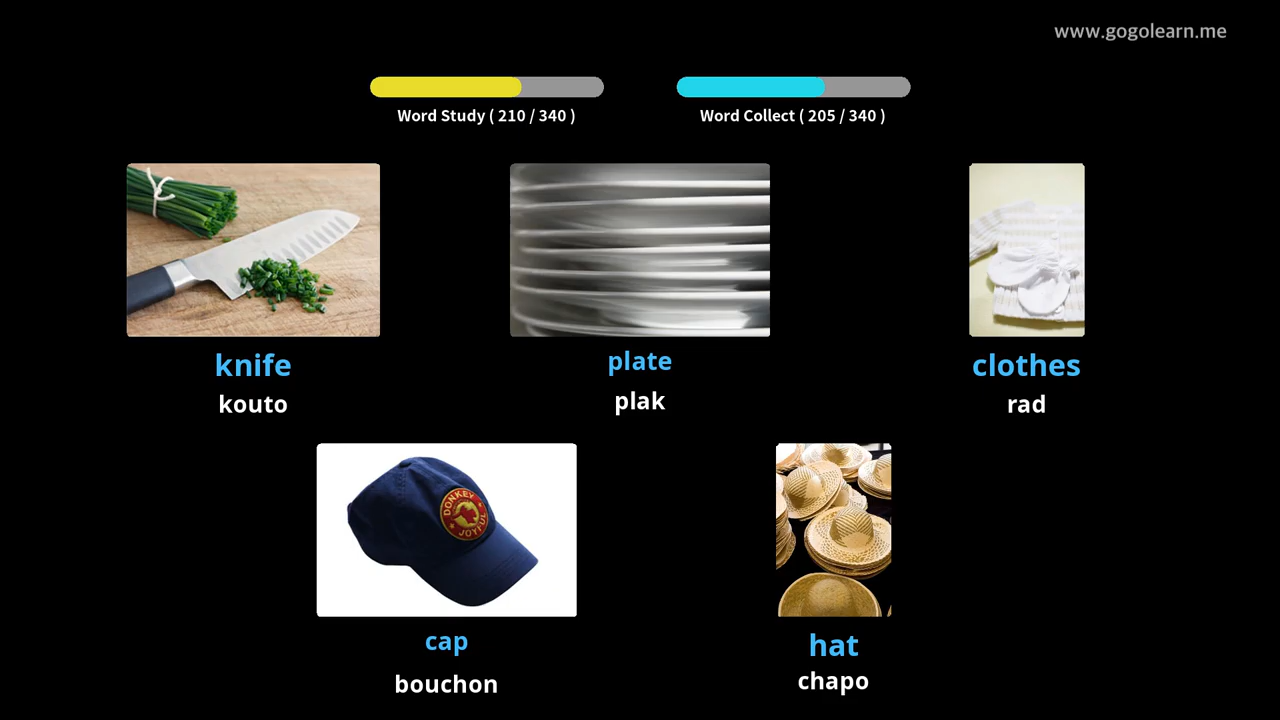 www.gogolearn.me
Word Study ( 210 / 340 )
Word Collect ( 205 / 340 )
knife
kouto
plate
plak
clothes
rad
DONKEY
JOYFUL
cap
bouchon
hat
chapo